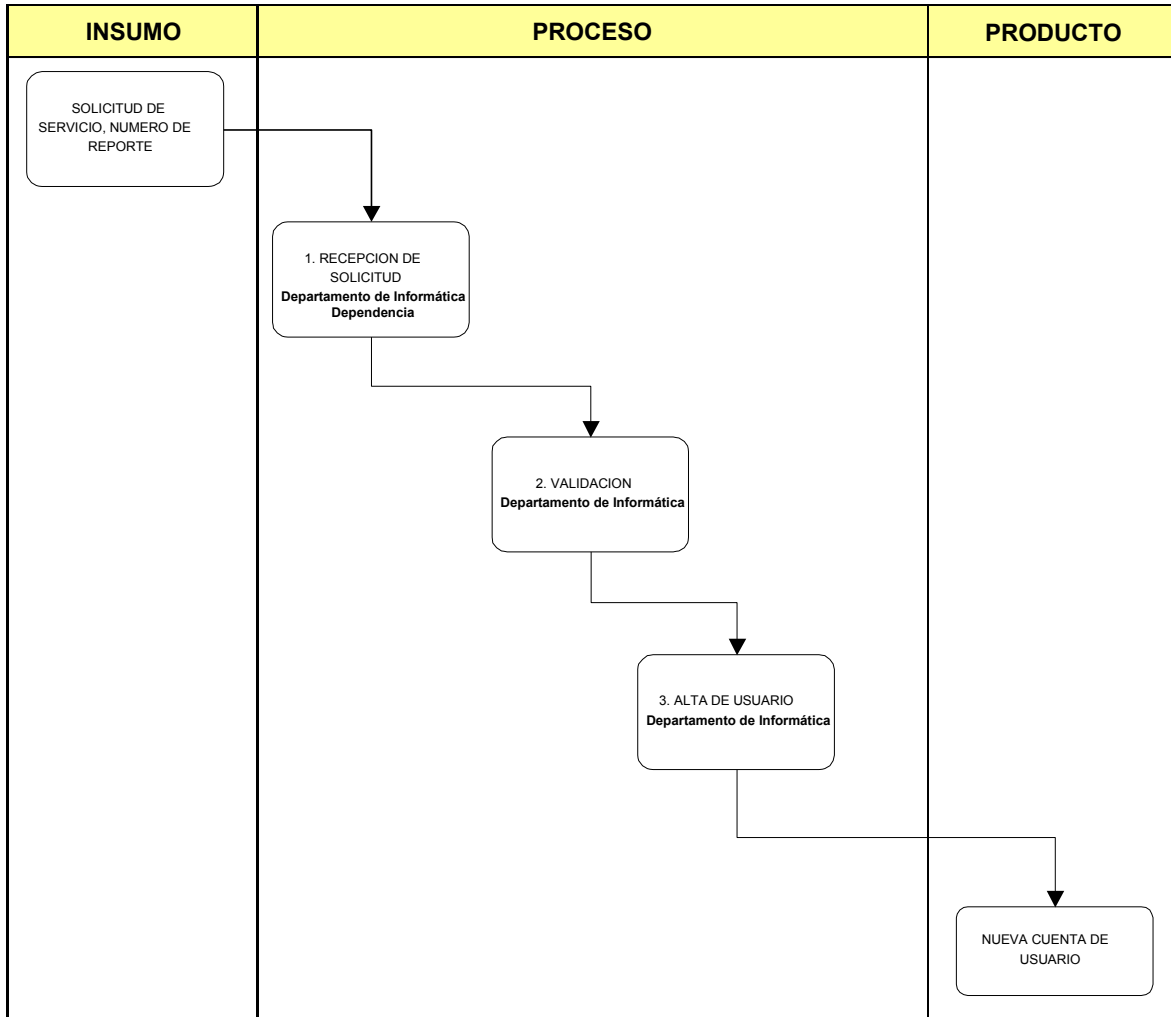 INSUMO
PROCESO
PRODUCTO
SOLICITUD DE
SERVICIO, NUMERO DE
REPORTE
1. RECEPCION DE
SOLICITUD
Departamento de Informática
Dependencia
2. VALIDACION
Departamento de Informática
3. ALTA DE USUARIO
Departamento de Informática
NUEVA CUENTA DE
USUARIO